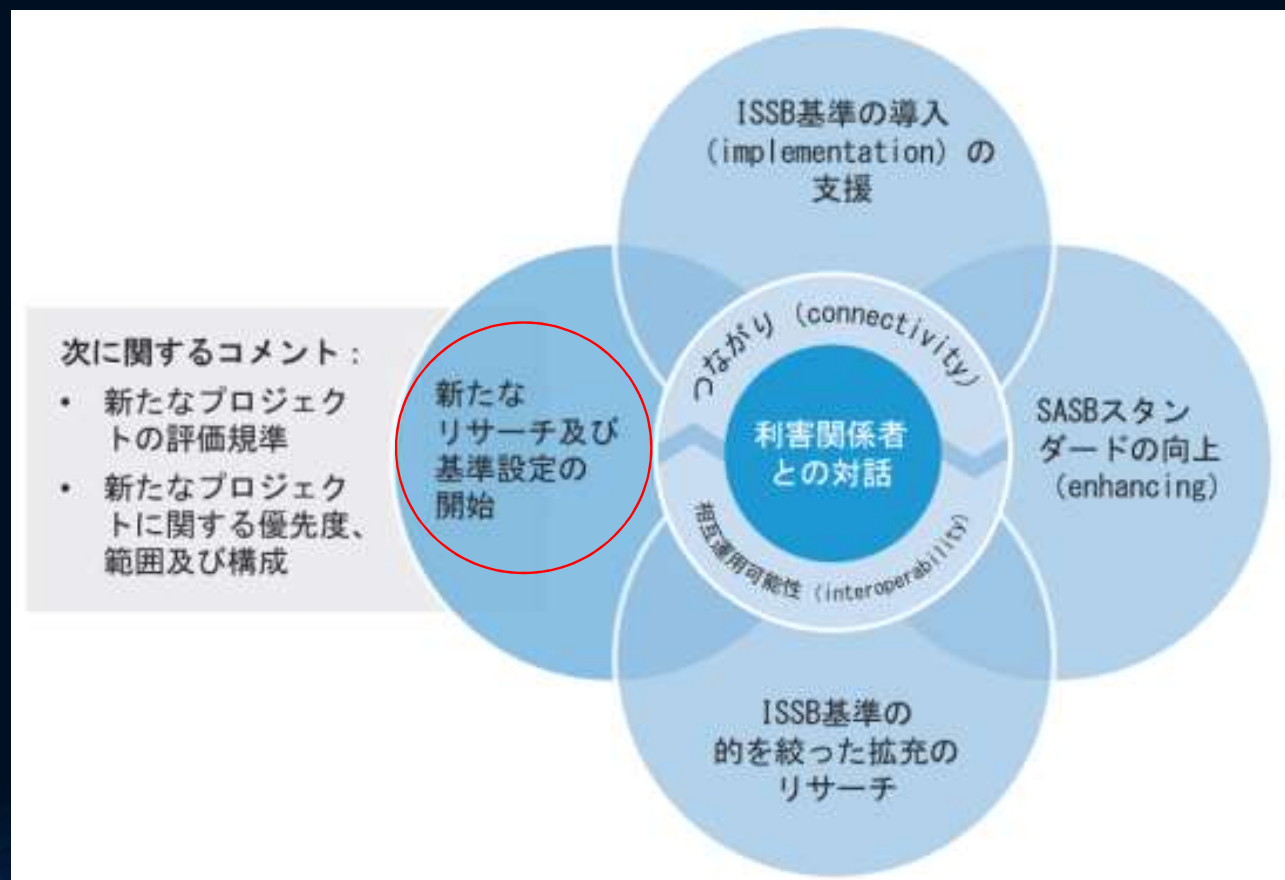 ISSB基準の導入
(implementation) の
支援
次に関するコメント：
• 新たなプロジェク
トの評価規準
• 新たなプロジェク
トに関する優先度、
範囲及び構成
新たな
リサーチ及び
基準設定の
開始
つながり (connectivity)
利害関係者
との対話
相互運用可能性 (interoperability)
SASBスタン
ダードの向上
(enhancing)
ISSB基準の
的を絞った拡充の
リサーチ